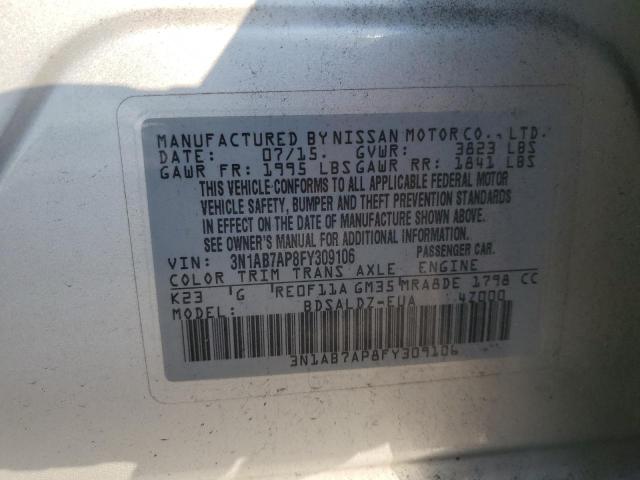 MANUFACTURED BY NISSAN MOTOR CO., LTD.
DATE: 07/15. GVWR: 3823 LBS
GAWR FR: 1995 LBS GAWR RR: 1841 LBS
THIS VEHICLE CONFORMS TO ALL APPLICABLE FEDERAL MOTOR
VEHICLE SAFETY, BUMPER AND THEFT PREVENTION STANDARDS
IN EFFECT ON THE DATE OF MANUFACTURE SHOWN ABOVE.
SEE OWNER'S MANUAL FOR ADDITIONAL INFORMATION.
VIN: 3N1AB7AP8FY309106 PASSENGER CAR.
COLOR TRIM TRANS AXLE ENGINE
K23 G RE0F11A GM35 MRA8DE 1798 CC
MODEL: BDSALDZ-EUA 4Z000
3N1AB7AP8FY309106